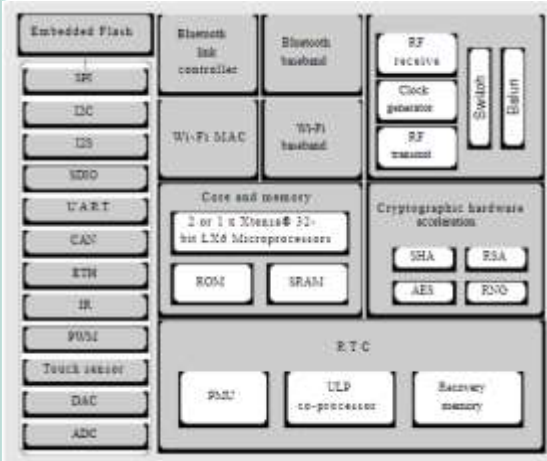 Embedded Flash
SPI
I2C
I2S
SDIO
UART
CAN
ETH
IR
PWM
Touch sensor
DAC
ADC
Bluetooth
link
controller
Bluetooth
baseband
Wi-Fi MAC
Wi-Fi
baseband
RF
receive
Clock
generator
RF
transmit
Switch
Balun
Core and memory
2 or 1 x Xtensa® 32-
bit LX6 Microprocessors
ROM
SRAM
Cryptographic hardware
acceleration
SHA
RSA
AES
RNG
RTC
PMU
ULP
co-processor
Recovery
memory